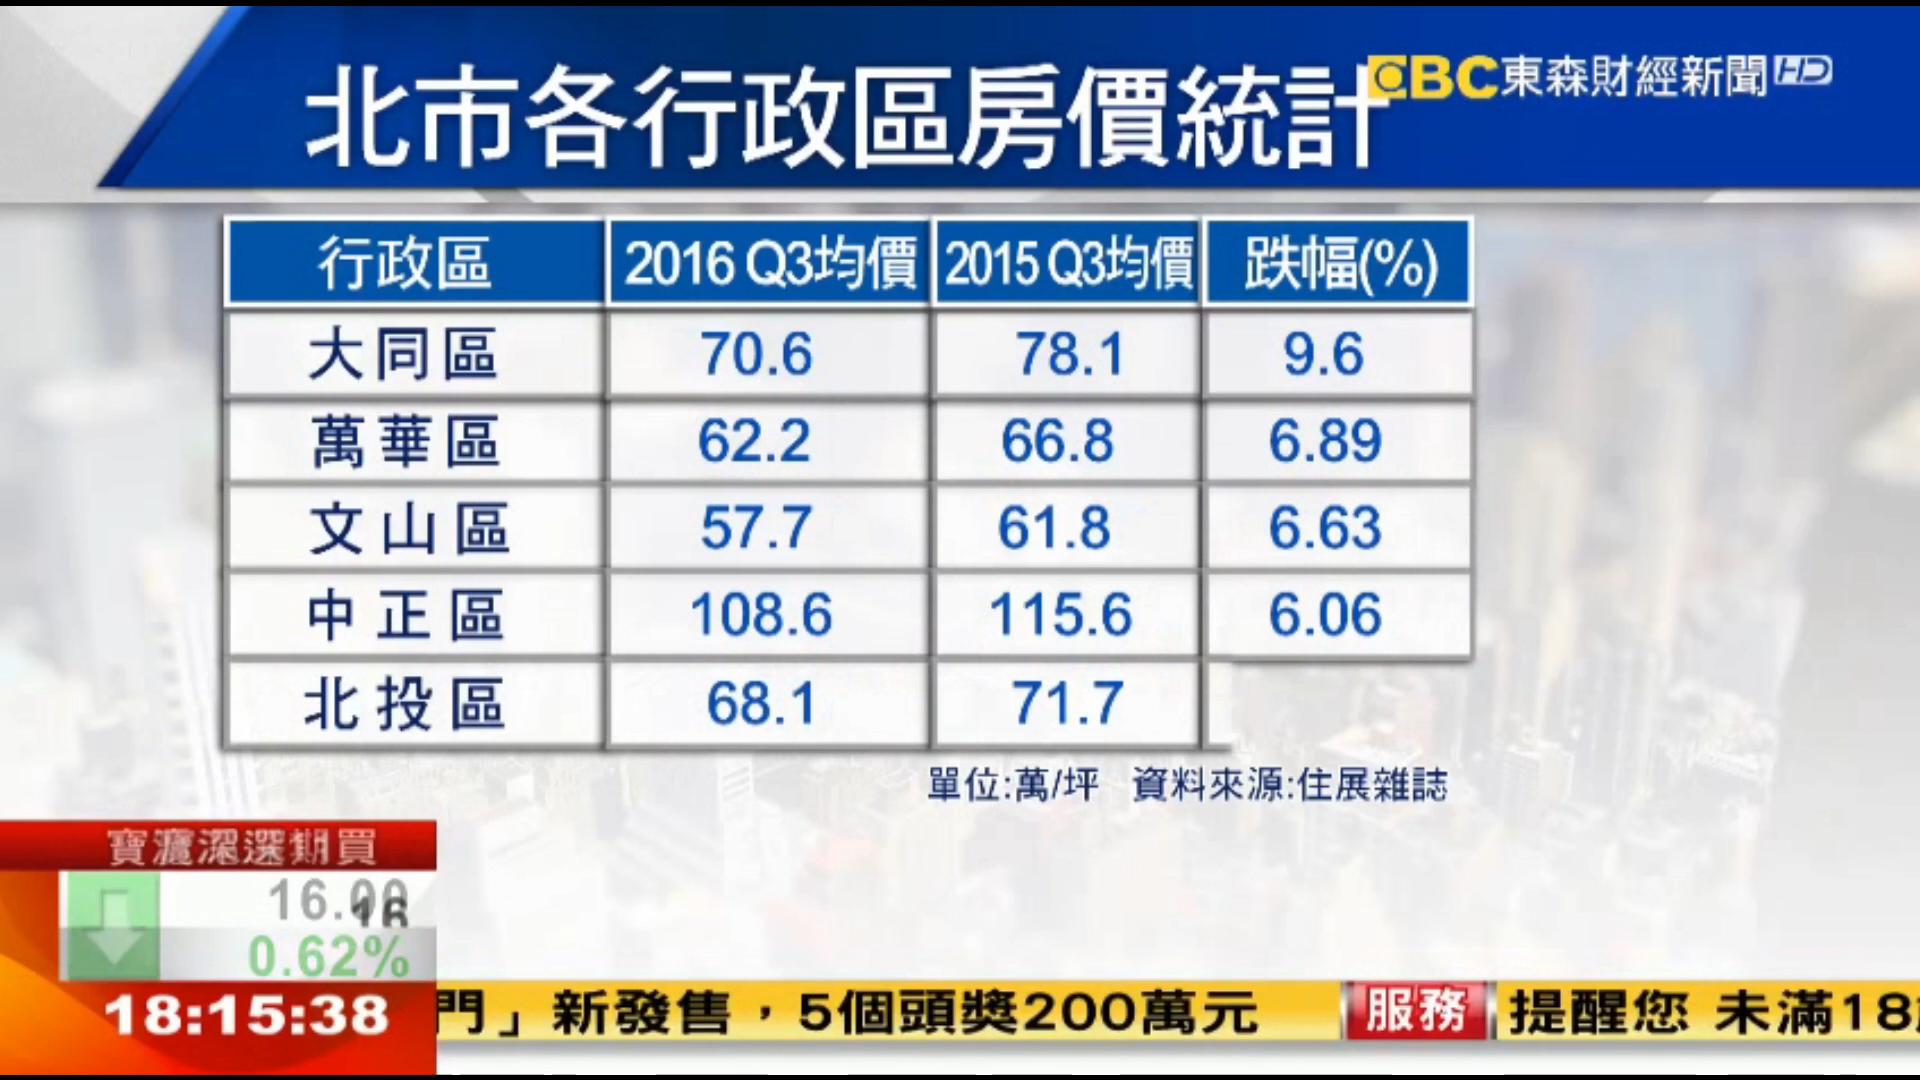 北市各行政區房價統計
EBC東森財經新聞HD
行政區 2016 Q3均價 2015 Q3均價 跌幅(%)
大同區 70.6 78.1 9.6
萬華區 62.2 66.8 6.89
文山區 57.7 61.8 6.63
中正區 108.6 115.6 6.06
北投區 68.1 71.7
單位:萬/坪 資料來源:住展雜誌
0.62%
18:15:38
門」新發售，5個頭獎200萬元 服務 提醒您 未滿18